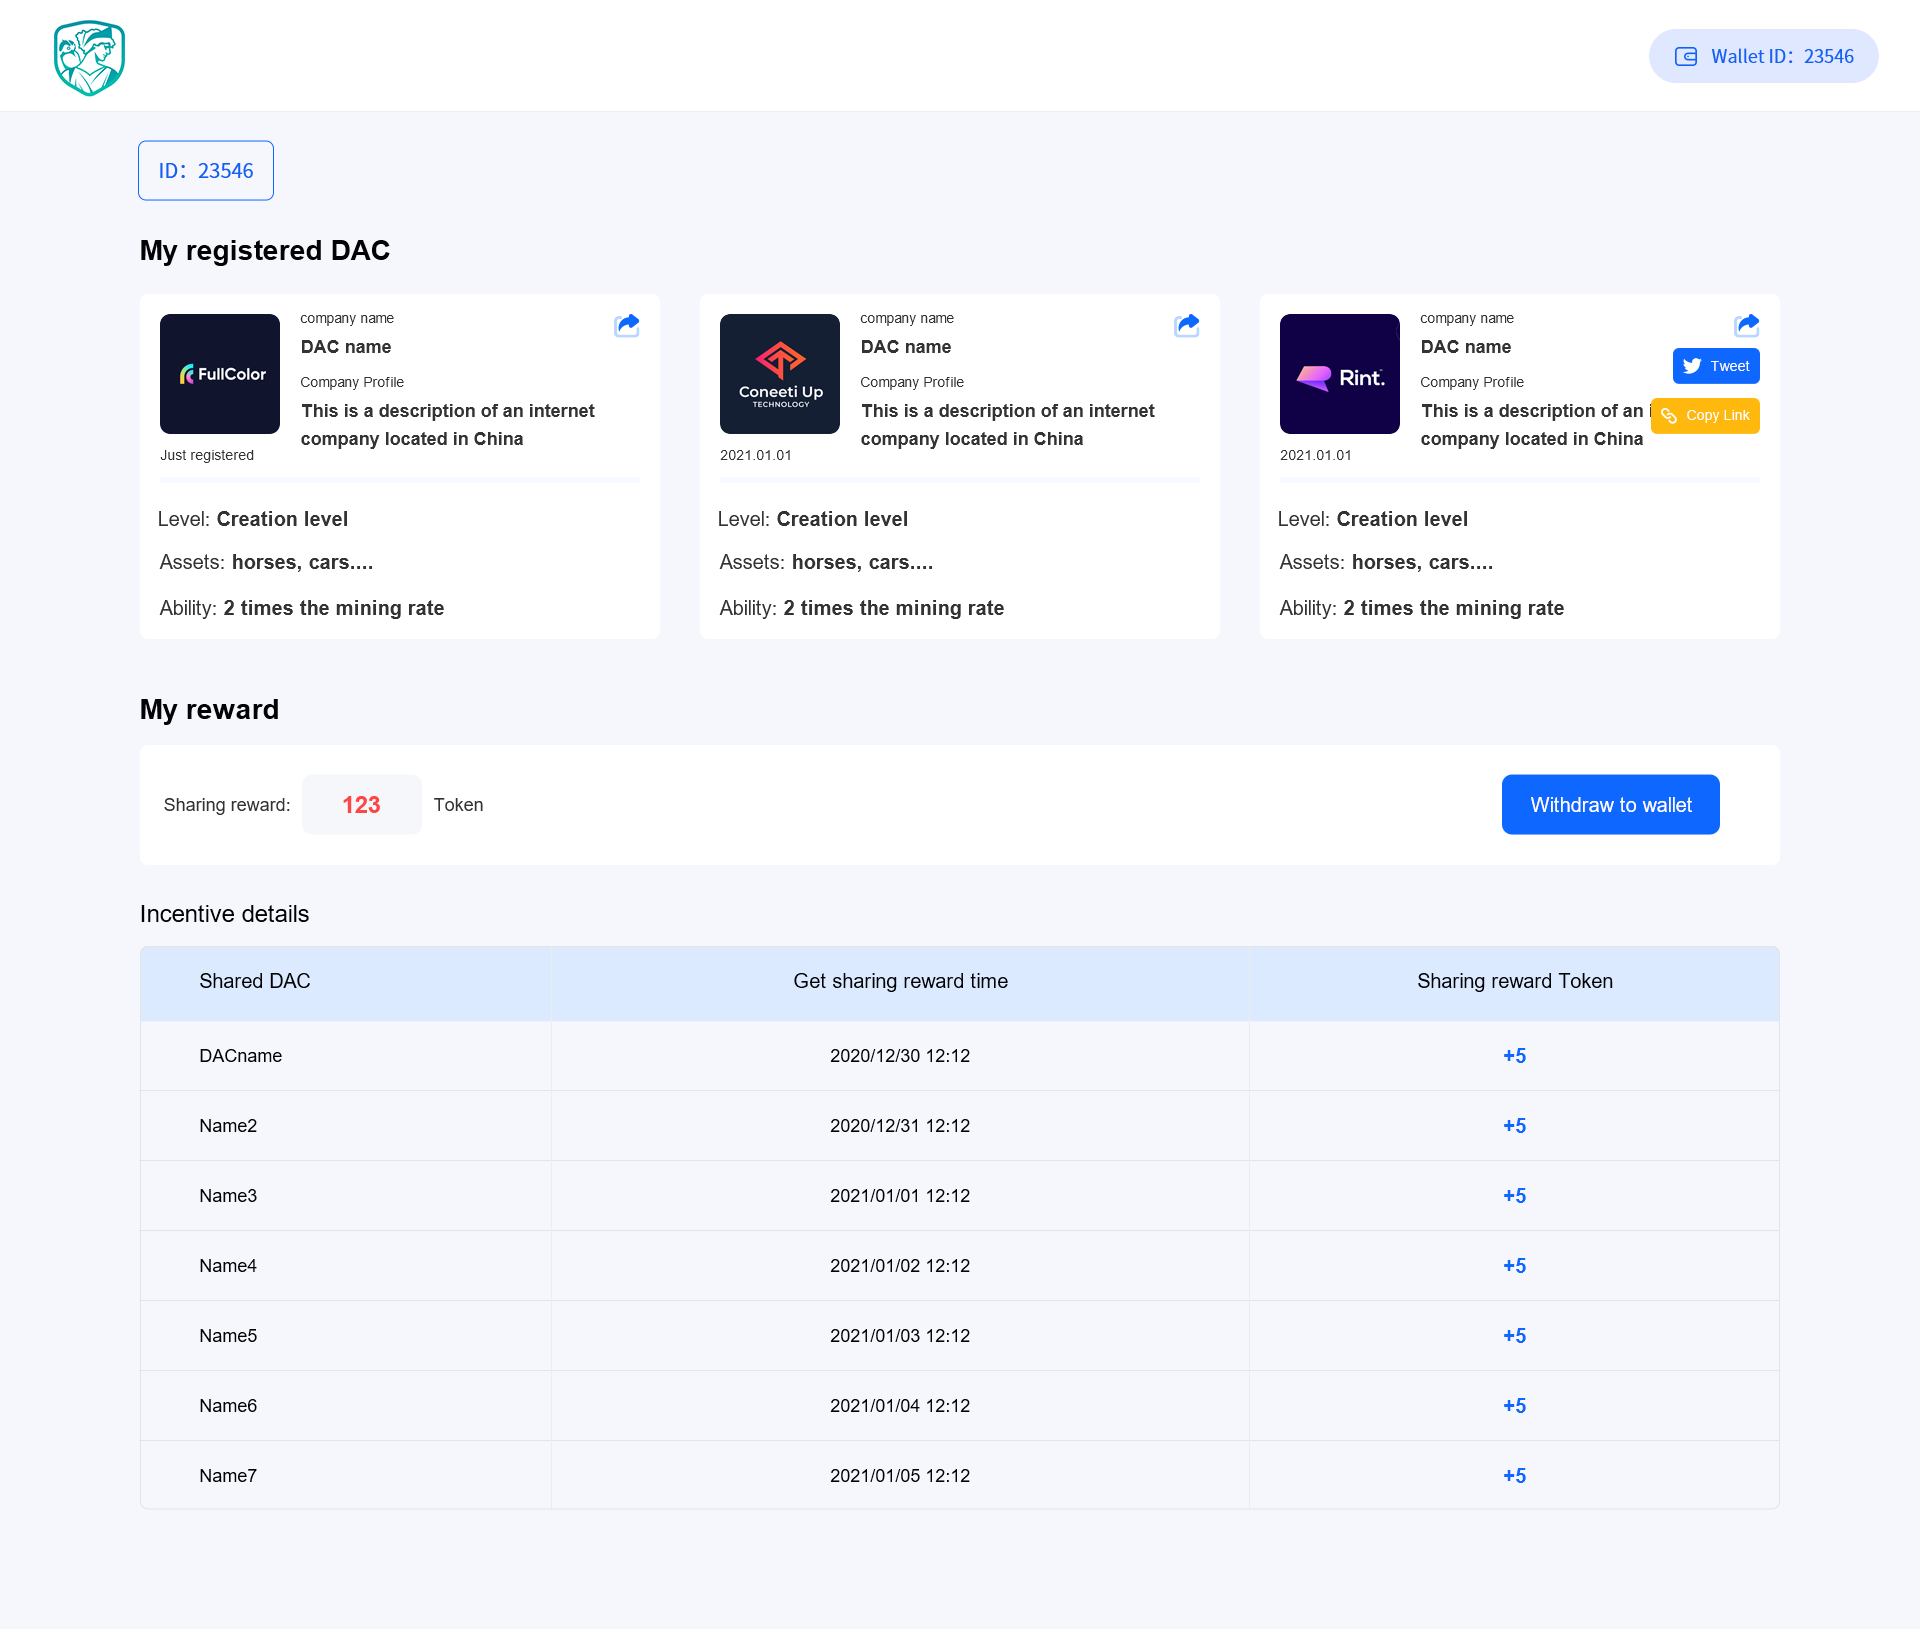 Wallet ID：23546
ID：23546
My registered DAC
FullColor
company name
DAC name
Company Profile
This is a description of an internet
company located in China
Just registered
Level: Creation level
Assets: horses, cars....
Ability: 2 times the mining rate
Coneeti Up
TECHNOLOGY
company name
DAC name
Company Profile
This is a description of an internet
company located in China
2021.01.01
Level: Creation level
Assets: horses, cars....
Ability: 2 times the mining rate
Rint.
company name
DAC name
Tweet
Company Profile
This is a description of an i
Copy Link
company located in China
2021.01.01
Level: Creation level
Assets: horses, cars....
Ability: 2 times the mining rate
My reward
Sharing reward: 123 Token
Withdraw to wallet
Incentive details
Shared DAC Get sharing reward time Sharing reward Token
DACname 2020/12/30 12:12 +5
Name2 2020/12/31 12:12 +5
Name3 2021/01/01 12:12 +5
Name4 2021/01/02 12:12 +5
Name5 2021/01/03 12:12 +5
Name6 2021/01/04 12:12 +5
Name7 2021/01/05 12:12 +5